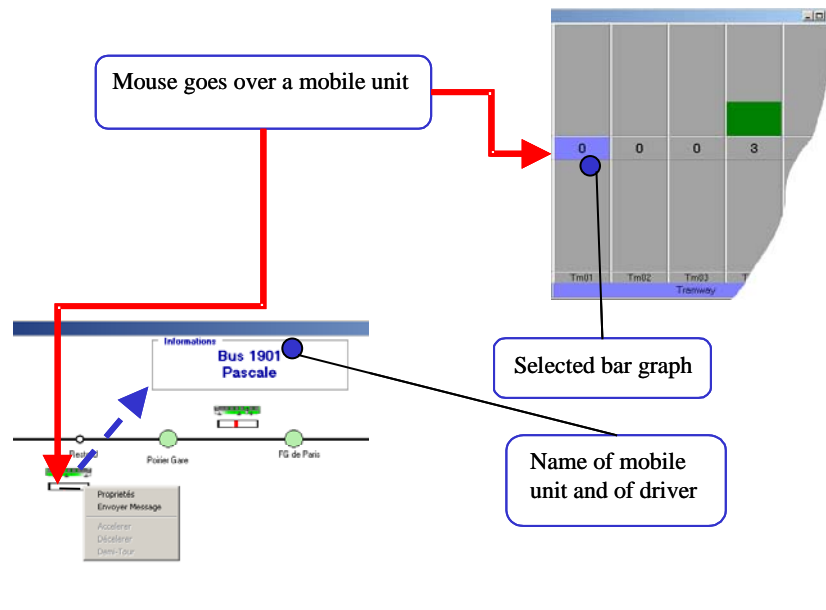 Mouse goes over a mobile unit
0 0 0 3
Tm01 Tm02 Tm03
Tramway
Informations
Bus 1901
Pascale
Selected bar graph
Poirier Gare
FG de Paris
Name of mobile
unit and of driver
Propriétés
Envoyer Message
Accelerer
Décelerer
Demi-Tour